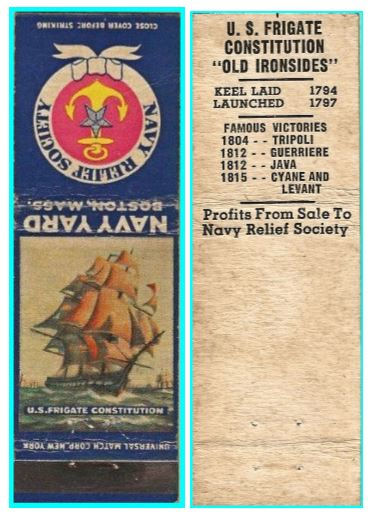 CLOSE COVER BEFORE STRIKING
NAVY RELIEF SOCIETY
NAVY YARD
BOSTON, MASS.
U.S. FRIGATE CONSTITUTION
UNIVERSAL MATCH CORP. NEW YORK
U. S. FRIGATE
CONSTITUTION
"OLD IRONSIDES"
KEEL LAID 1794
LAUNCHED 1797
FAMOUS VICTORIES
1804 - - TRIPOLI
1812 - - GUERRIERE
1812 - - JAVA
1815 - - CYANE AND
LEVANT
Profits From Sale To
Navy Relief Society